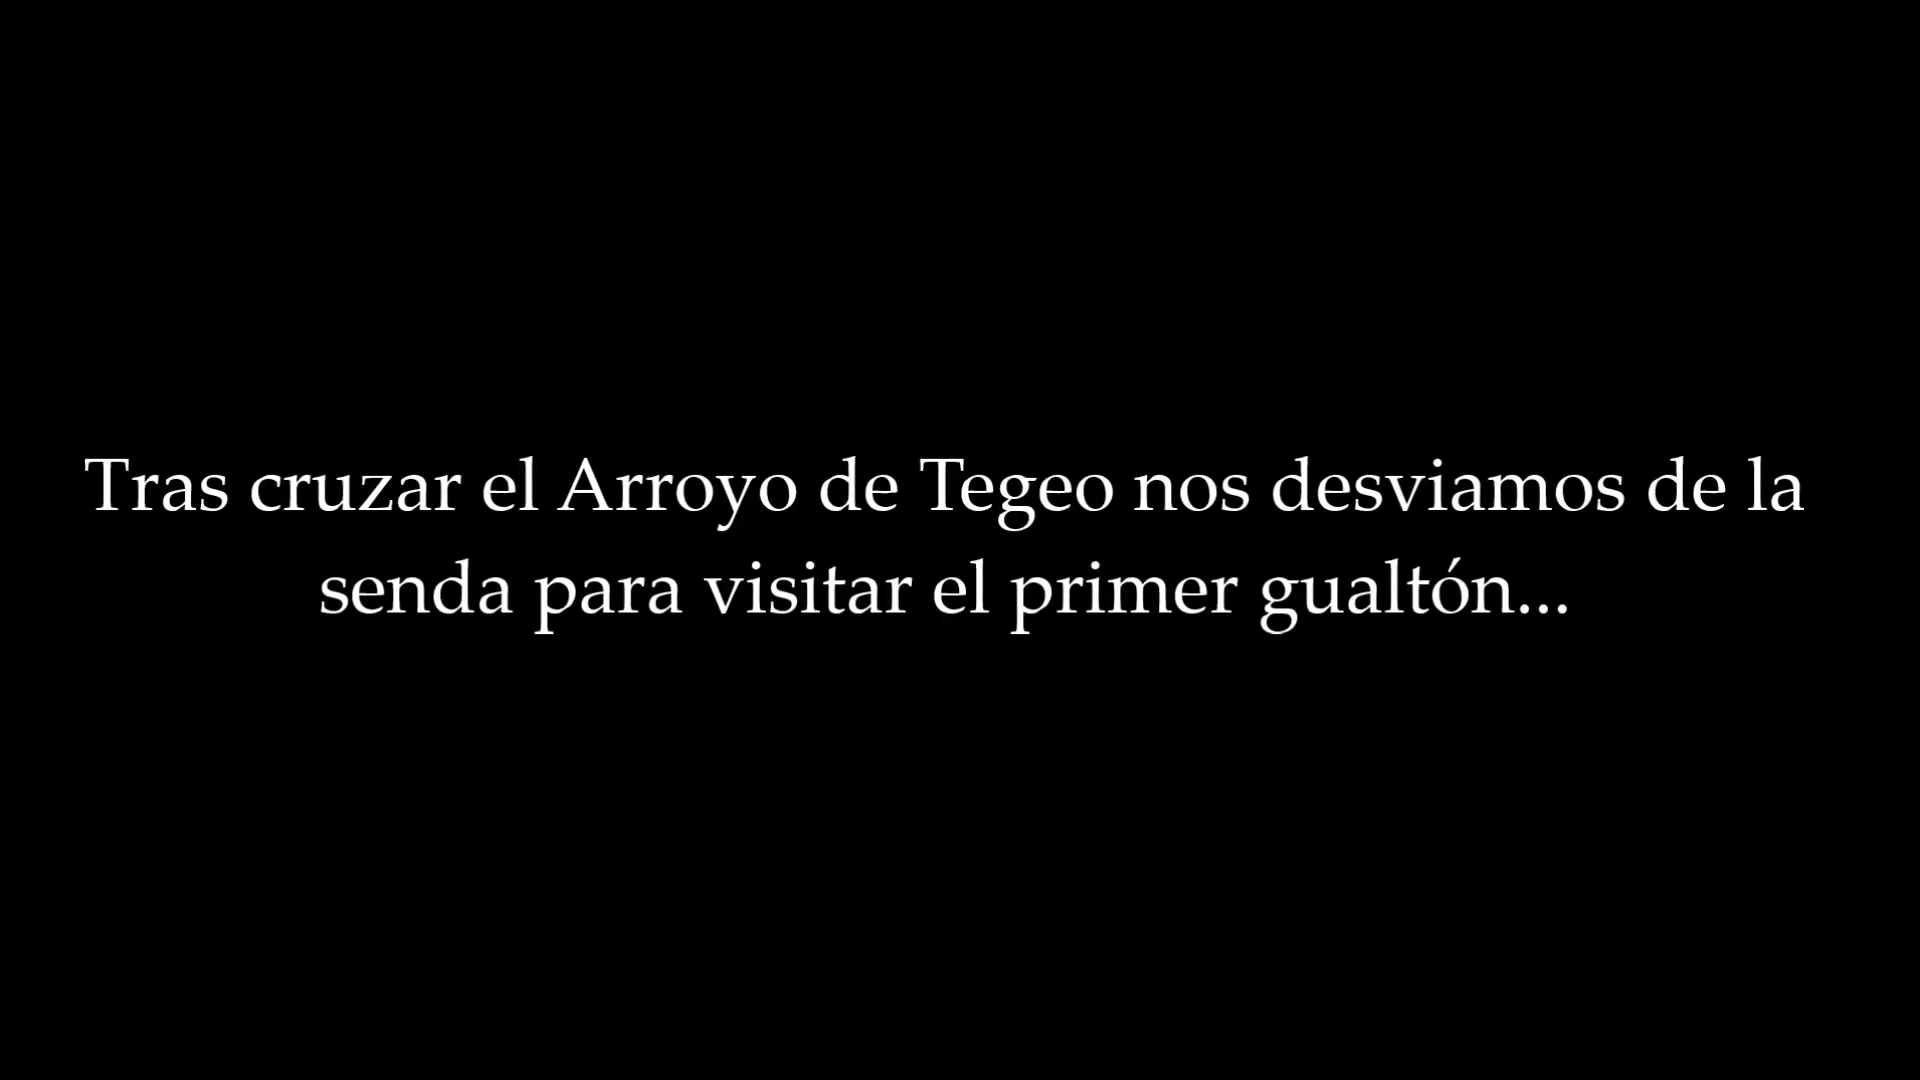 Tras cruzar el Arroyo de Tegeo nos desviamos de la
senda para visitar el primer gualtón...